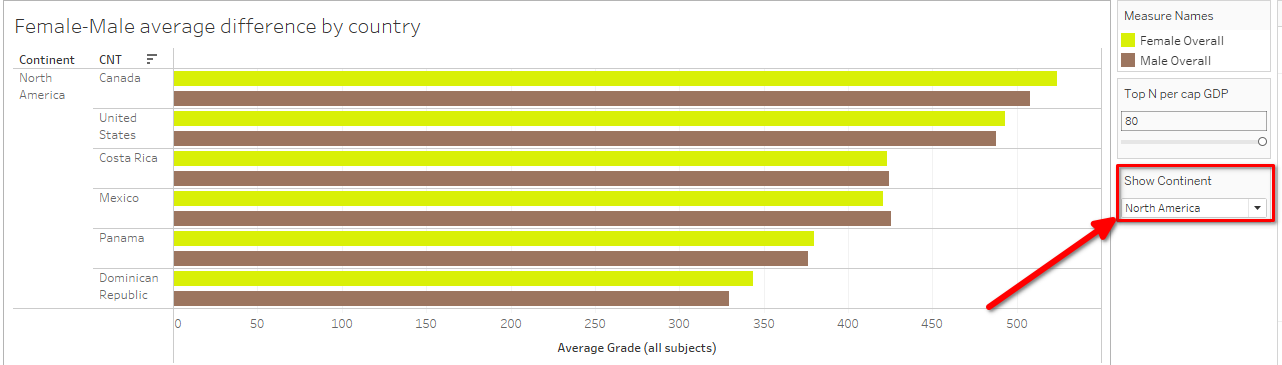 Female-Male average difference by country
Continent
CNT
North
America
Canada
United
States
Costa Rica
Mexico
Panama
Dominican
Republic
0
50
100
150
200
250
300
350
400
450
500
Average Grade (all subjects)
Measure Names
Female Overall
Male Overall
Top N per cap GDP
80
Show Continent
North America